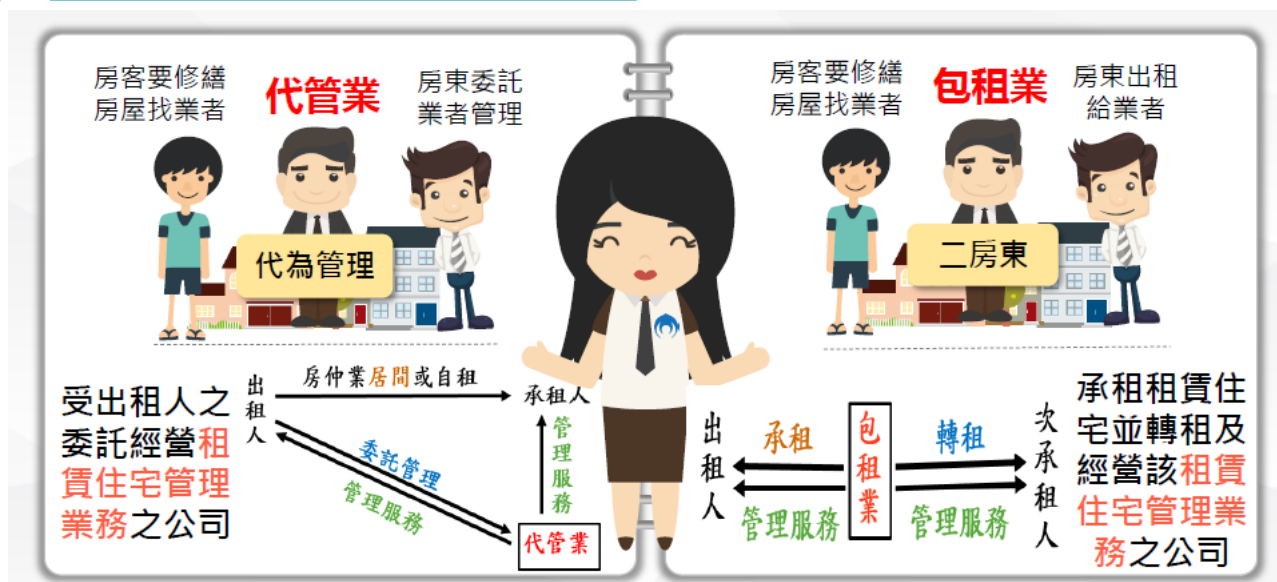 房客要修繕
房屋找業者
代管業
房東委託
業者管理
代為管理
受出租人之
委託經營租
賃住宅管理
業務之公司
出租人
房仲業居間或自租
承租人
委託管理
管理服務
管理服務
代管業
房客要修繕
房屋找業者
包租業
房東出租
給業者
二房東
出租人
承租
管理服務
包租業
轉租
管理服務
次承租人
承租租賃住
宅並轉租及
經營該租賃
住宅管理業
務之公司